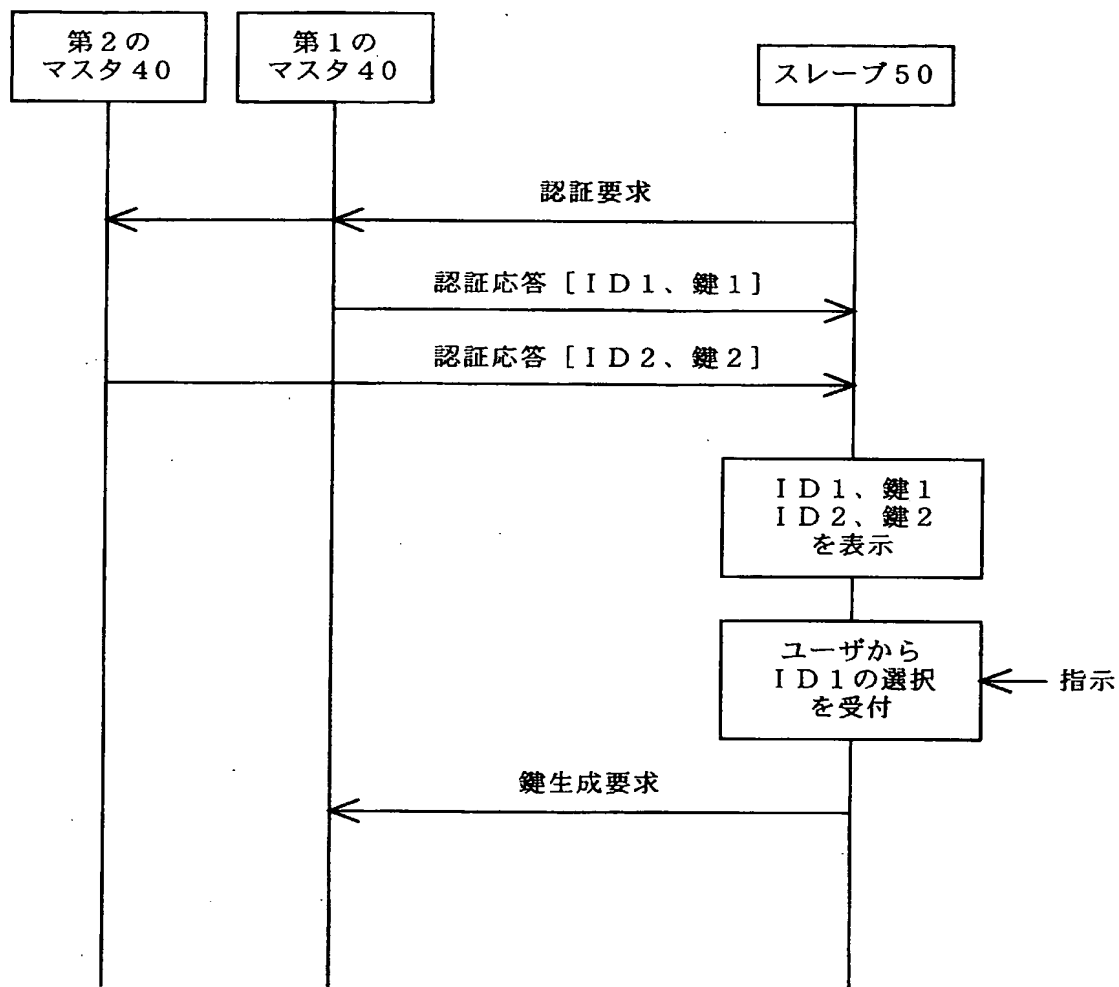 第2の
マスタ40
第1の
マスタ40
スレーブ50
認証要求
認証応答［ID1、鍵1］
認証応答［ID2、鍵2］
ID1、鍵1
ID2、鍵2
を表示
ユーザから
ID1の選択
を受付
指示
鍵生成要求